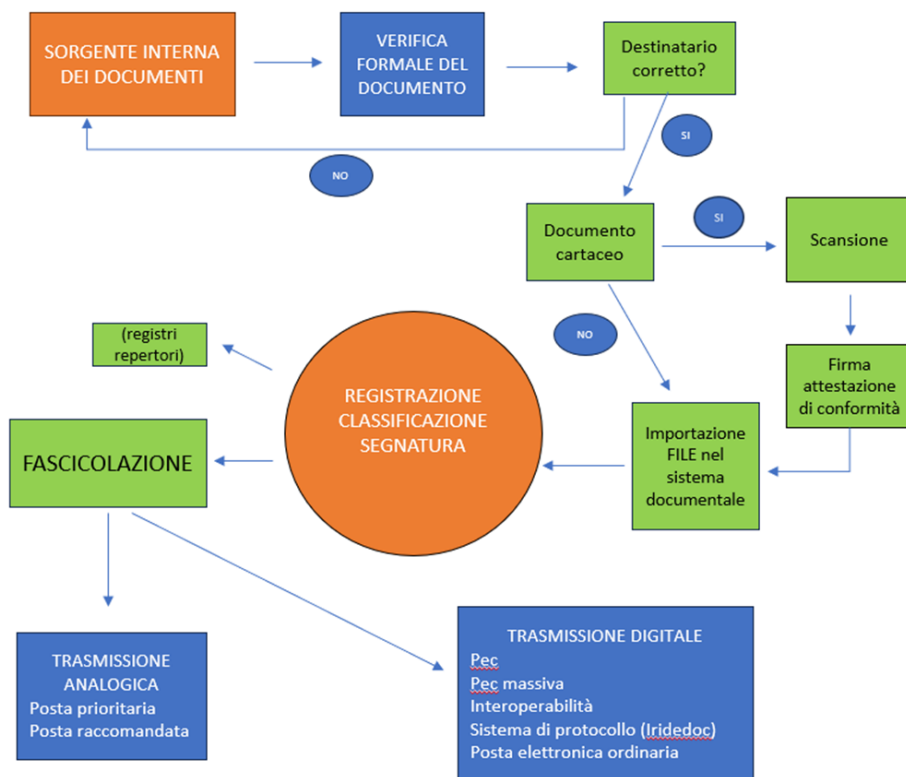 SORGENTE INTERNA
DEI DOCUMENTI
VERIFICA
FORMALE DEL
DOCUMENTO
Destinatario
corretto?
SI
NO
Documento
cartaceo
SI
Scansione
NO
(registri
repertori)
REGISTRAZIONE
CLASSIFICAZIONE
SEGNATURA
Firma
attestazione
di conformità
FASCICOLAZIONE
Importazione
FILE nel
sistema
documentale
TRASMISSIONE
ANALOGICA
Posta prioritaria
Posta raccomandata
TRASMISSIONE DIGITALE
Pec
Pec massiva
Interoperabilità
Sistema di protocollo (Iridedoc)
Posta elettronica ordinaria